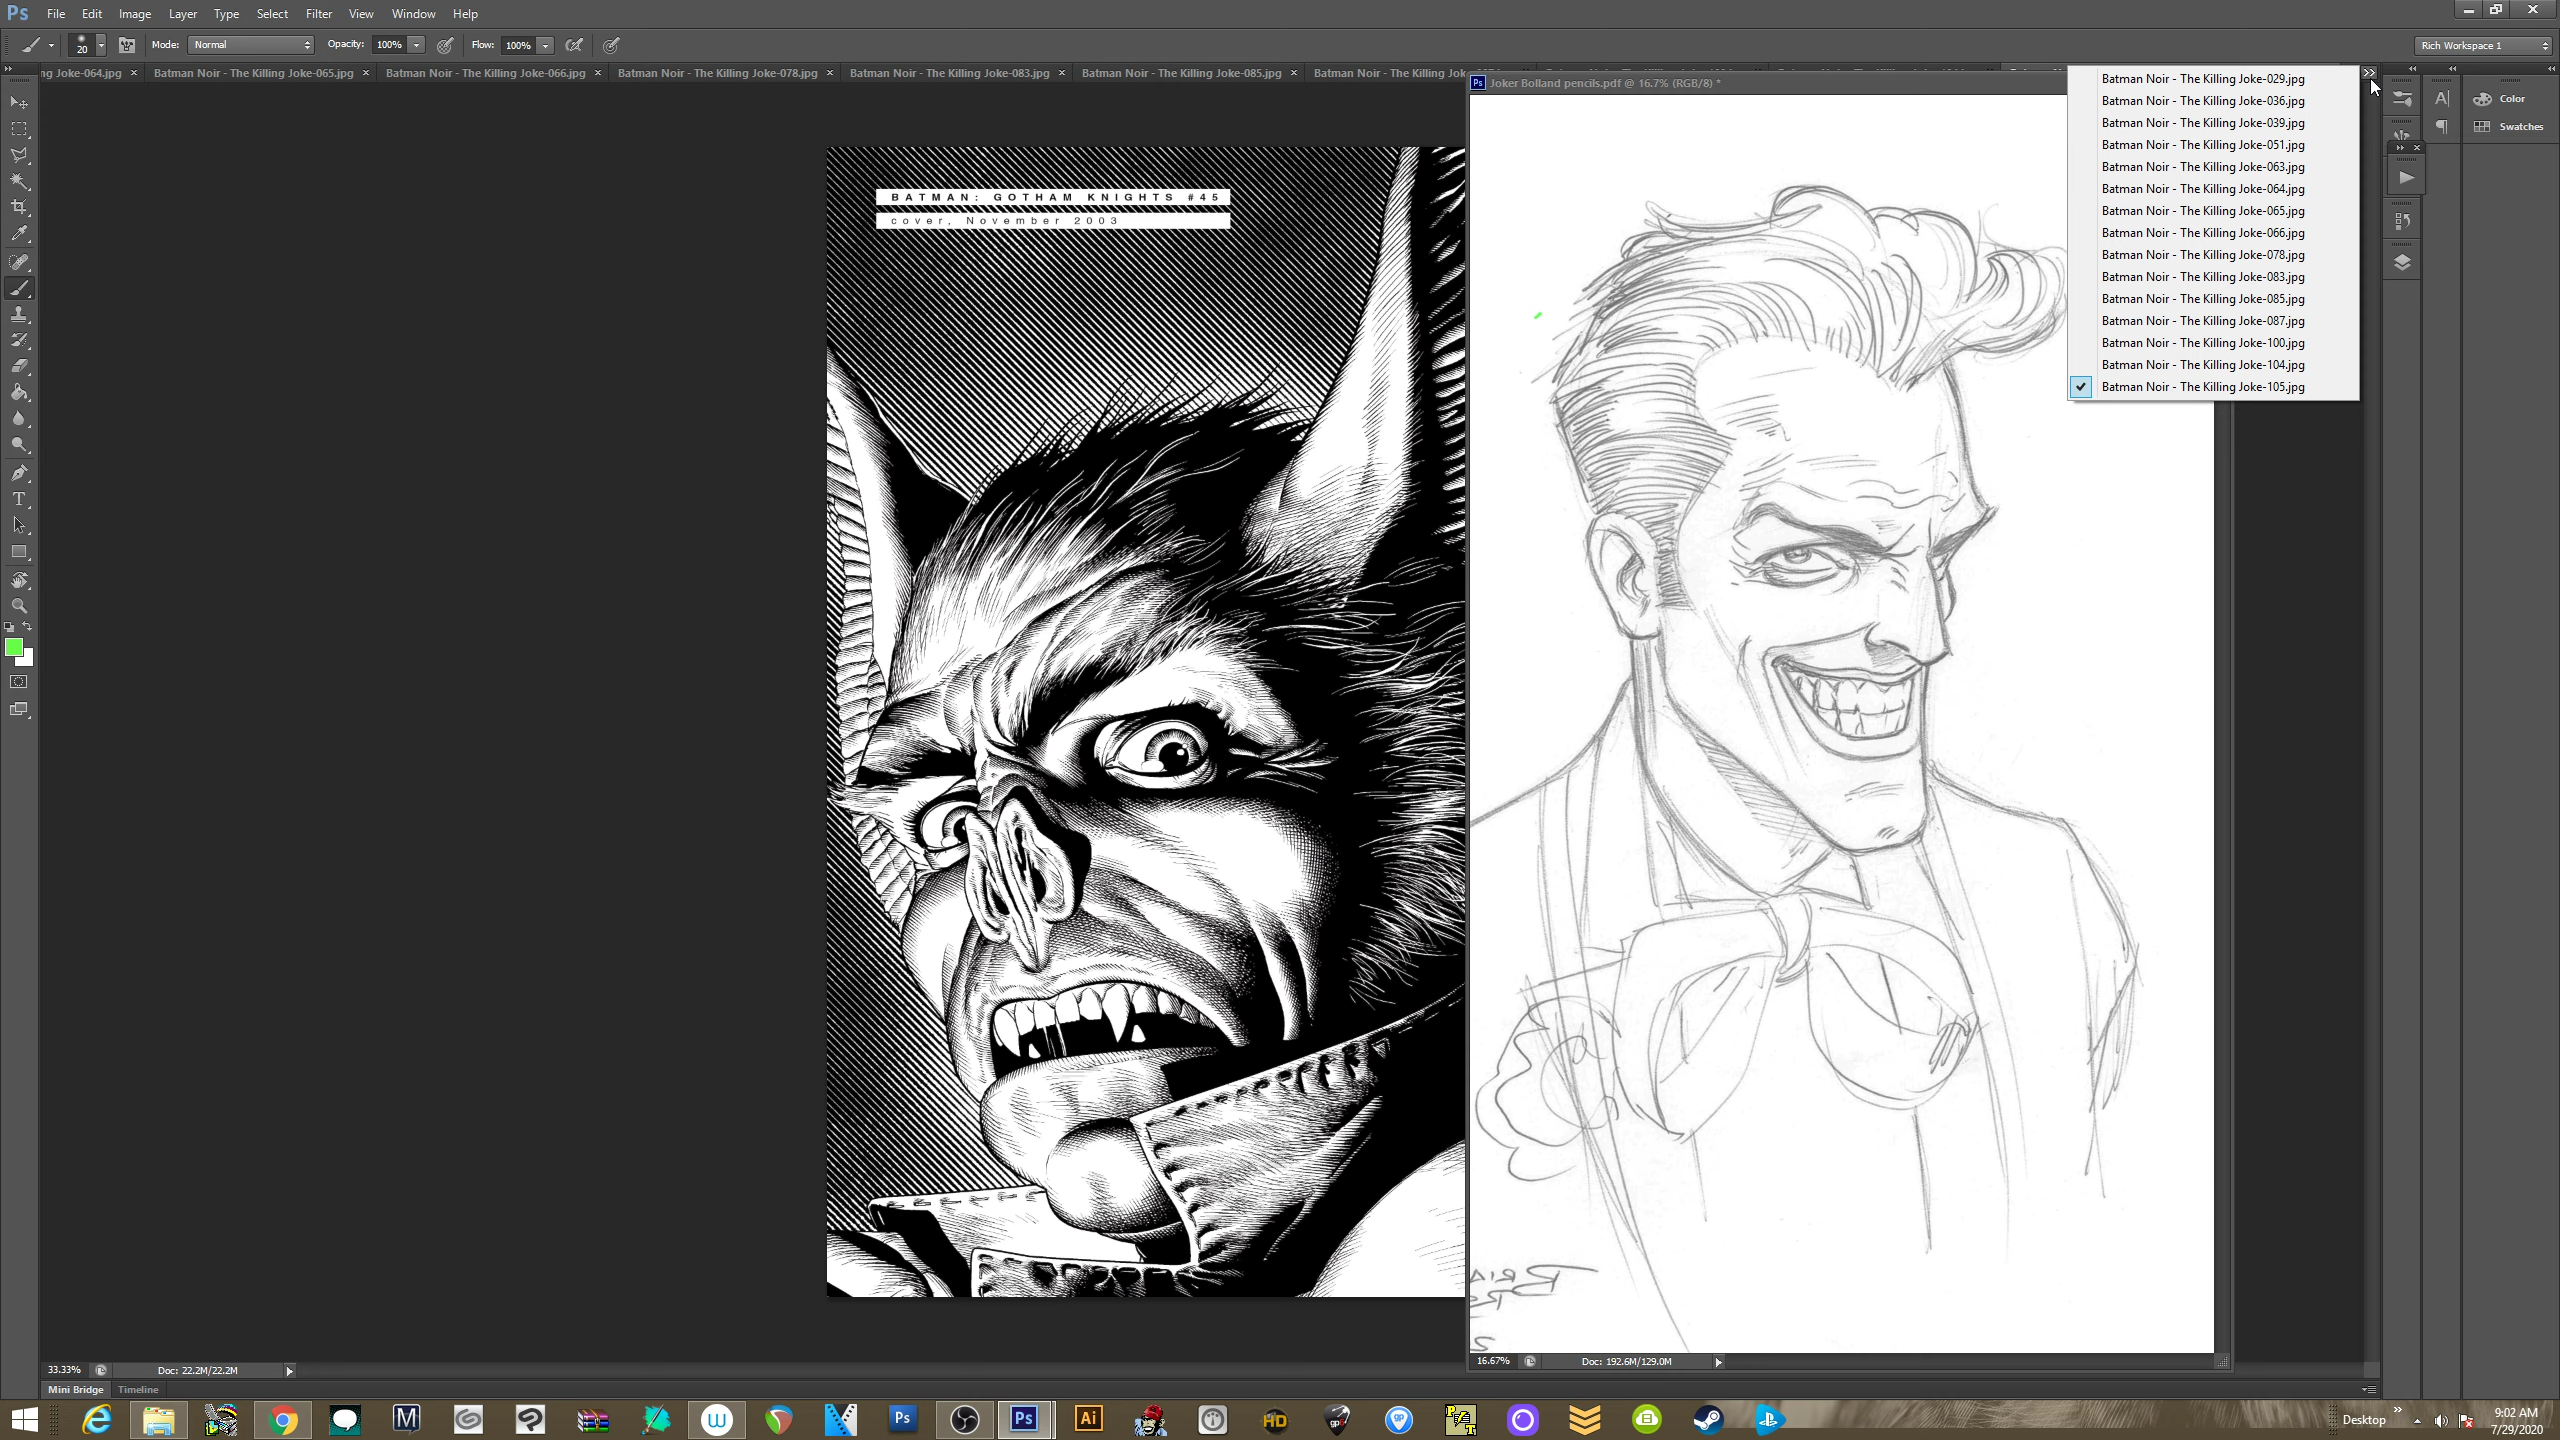 Ps File Edit Image Layer Type Select Filter View Window Help
20 Mode: Normal Opacity: 100% Flow: 100% Rich Workspace 1
ng Joke-064.jpg Batman Noir - The Killing Joke-065.jpg Batman Noir - The Killing Joke-066.jpg Batman Noir - The Killing Joke-078.jpg Batman Noir - The Killing Joke-083.jpg Batman Noir - The Killing Joke-085.jpg Batman Noir - The Killing
Ps Joker Bolland pencils.pdf @ 16.7% (RGB/8) *
Batman Noir - The Killing Joke-029.jpg
Batman Noir - The Killing Joke-036.jpg
Batman Noir - The Killing Joke-039.jpg
Batman Noir - The Killing Joke-051.jpg
Batman Noir - The Killing Joke-063.jpg
Batman Noir - The Killing Joke-064.jpg
Batman Noir - The Killing Joke-065.jpg
Batman Noir - The Killing Joke-066.jpg
Batman Noir - The Killing Joke-078.jpg
Batman Noir - The Killing Joke-083.jpg
Batman Noir - The Killing Joke-085.jpg
Batman Noir - The Killing Joke-087.jpg
Batman Noir - The Killing Joke-100.jpg
Batman Noir - The Killing Joke-104.jpg
Batman Noir - The Killing Joke-105.jpg
Color
Swatches
BATMAN: GOTHAM KNIGHTS #45
cover, November 2003
33.33% Doc: 22.2M/22.2M
16.67% Doc: 192.6M/129.0M
Mini Bridge Timeline
Ps Ps Ai HD gp
Desktop
9:02 AM
7/29/2020